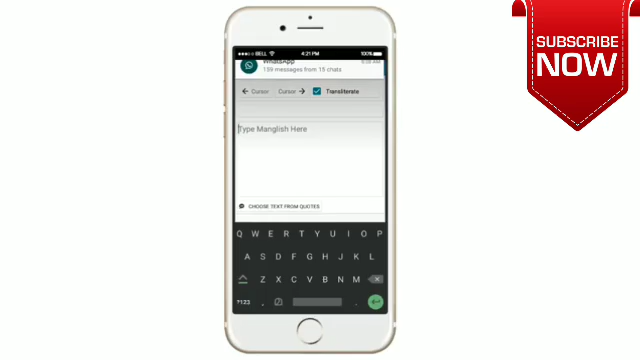 SUBSCRIBE
NOW
BELL 4:21 PM 100%
WhatsApp
139 messages from 15 chats
← Cursor Cursor → Transliterate
Type Manglish Here
CHOOSE TEXT FROM QUOTES
Q W E R T Y U I O P
A S D F G H J K L
Z X C V B N M
?123 , .